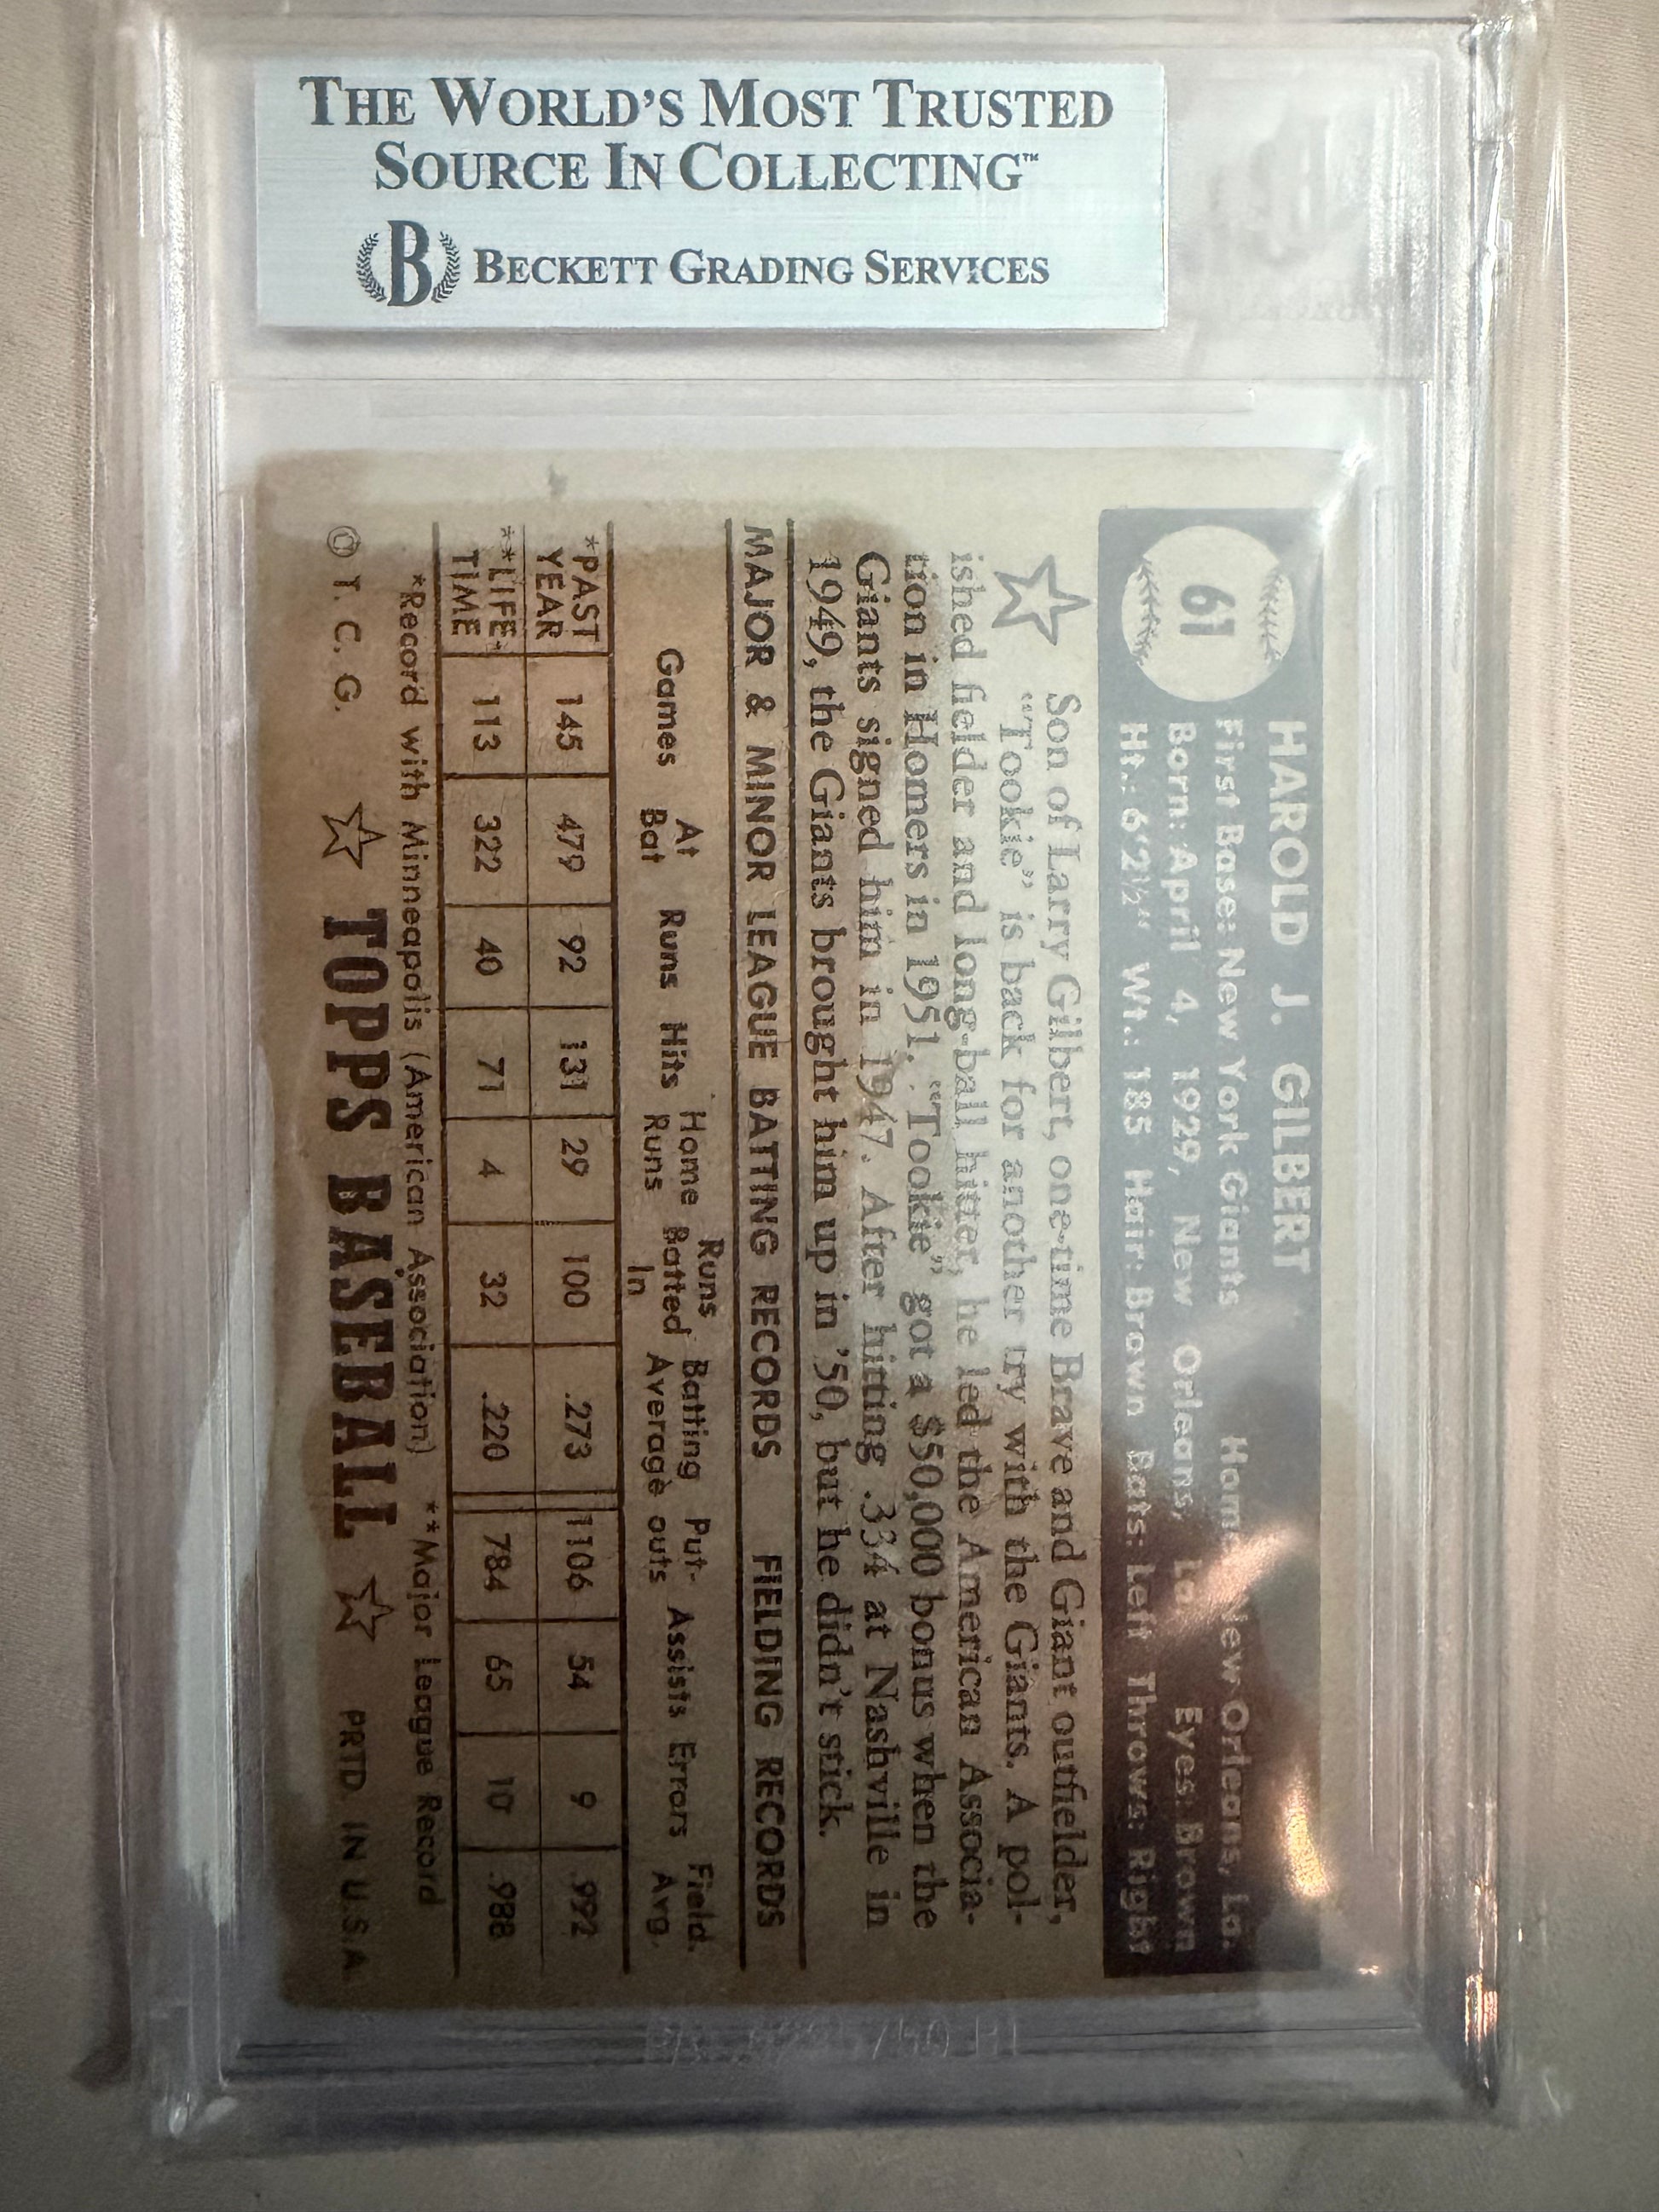 THE WORLD'S MOST TRUSTED
SOURCE IN COLLECTING™
B BECKETT GRADING SERVICES
61
HAROLD J. GILBERT
First Base: New York Giants Home: New Orleans, La.
Born: April 4, 1929, New Orleans, La. Eyes: Brown
Ht.: 6'2½" Wt.: 185 Hair: Brown Bats: Left Throws: Right
Son of Larry Gilbert, one-time Brave and Giant outfielder,
"Tookie" is back for another try with the Giants. A pol-
ished fielder and long-ball hitter, he led the American Associa-
tion in Homers in 1951. "Tookie" got a $50,000 bonus when the
Giants signed him in 1947. After hitting .334 at Nashville in
1949, the Giants brought him up in '50, but he didn't stick.
MAJOR & MINOR LEAGUE BATTING RECORDS FIELDING RECORDS
Games At Bat Runs Hits Home Runs Runs Batted In Batting Average Put-outs Assists Errors Field. Avg.
*PAST YEAR 145 479 92 131 29 100 .273 1106 54 9 .992
**LIFE-TIME 113 322 40 71 4 32 .220 784 65 10 .988
*Record with Minneapolis (American Association) **Major League Record
© T. C. G. ☆ TOPPS BASEBALL ☆ PRTD. IN U.S.A.